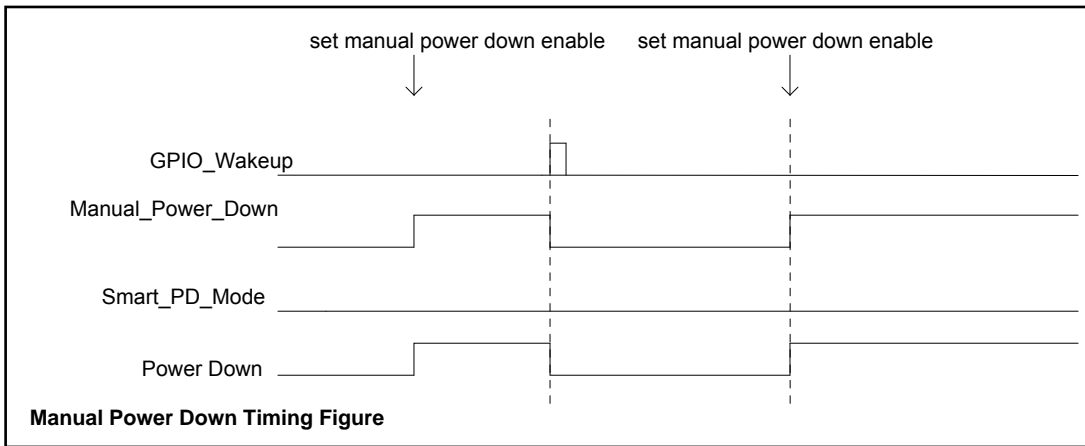 set manual power down enable set manual power down enable
GPIO_Wakeup
Manual_Power_Down
Smart_PD_Mode
Power Down
Manual Power Down Timing Figure